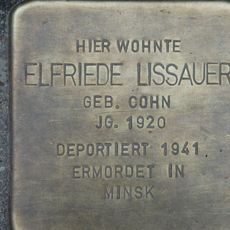 HIER WOHNTE
ELFRIEDE LISSAUER
GEB. COHN
JG. 1920
DEPORTIERT 1941
ERMORDET IN
MINSK